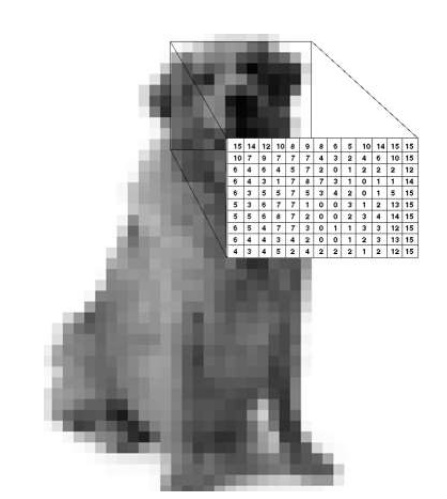 15 14 12 10 8 9 8 6 5 10 14 15 15
10 7 9 7 7 7 4 3 2 4 6 10 15
6 4 6 4 5 7 2 0 1 2 2 2 12
6 4 3 1 7 8 7 3 1 0 1 1 14
6 3 5 5 7 5 3 4 2 0 1 5 15
5 3 6 7 7 1 0 0 3 1 2 13 15
5 5 6 8 7 2 0 0 2 3 4 14 15
6 5 4 7 7 3 0 1 1 3 3 12 15
6 4 4 3 4 2 0 0 1 2 3 13 15
4 3 4 5 2 4 2 2 2 1 2 12 15